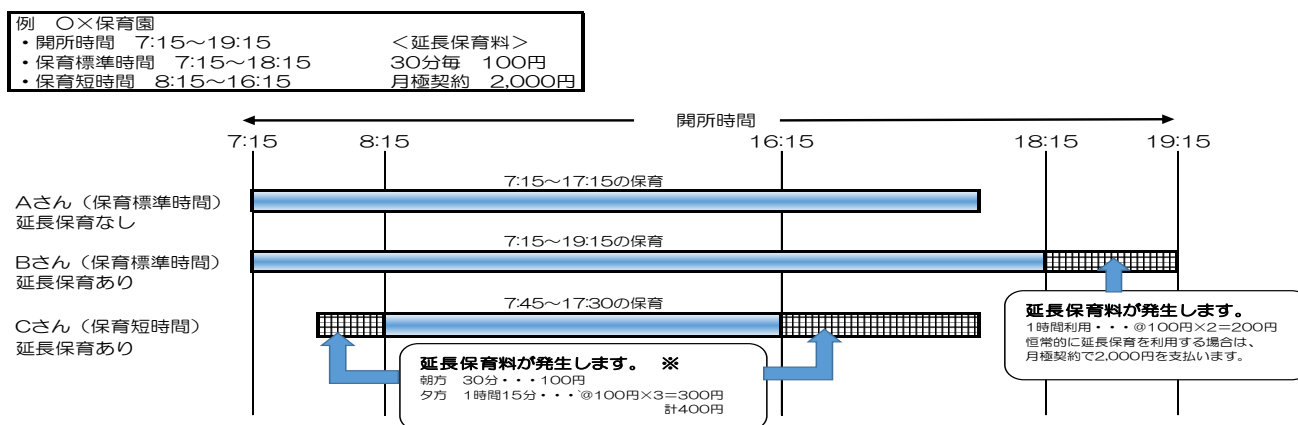 例　〇×保育園
・開所時間　7:15～19:15　＜延長保育料＞
・保育標準時間　7:15～18:15　30分毎　100円
・保育短時間　8:15～16:15　月極契約　2,000円
開所時間
7:15　8:15　16:15　18:15　19:15
7:15～17:15の保育
Aさん（保育標準時間）
延長保育なし
7:15～19:15の保育
Bさん（保育標準時間）
延長保育あり
7:45～17:30の保育
Cさん（保育短時間）
延長保育あり
延長保育料が発生します。　※
朝方　30分・・・100円
夕方　1時間15分・・・@100円×3＝300円
計400円
延長保育料が発生します。
1時間利用・・・@100円×2＝200円
恒常的に延長保育を利用する場合は、
月極契約で2,000円を支払います。